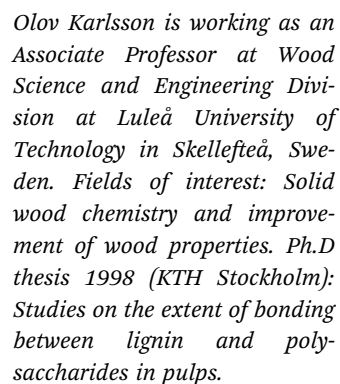 Olov Karlsson is working as an
Associate Professor at Wood
Science and Engineering Divi-
sion at Luleå University of
Technology in Skellefteå, Swe-
den. Fields of interest: Solid
wood chemistry and improve-
ment of wood properties. Ph.D
thesis 1998 (KTH Stockholm):
Studies on the extent of bonding
between lignin and poly-
saccharides in pulps.